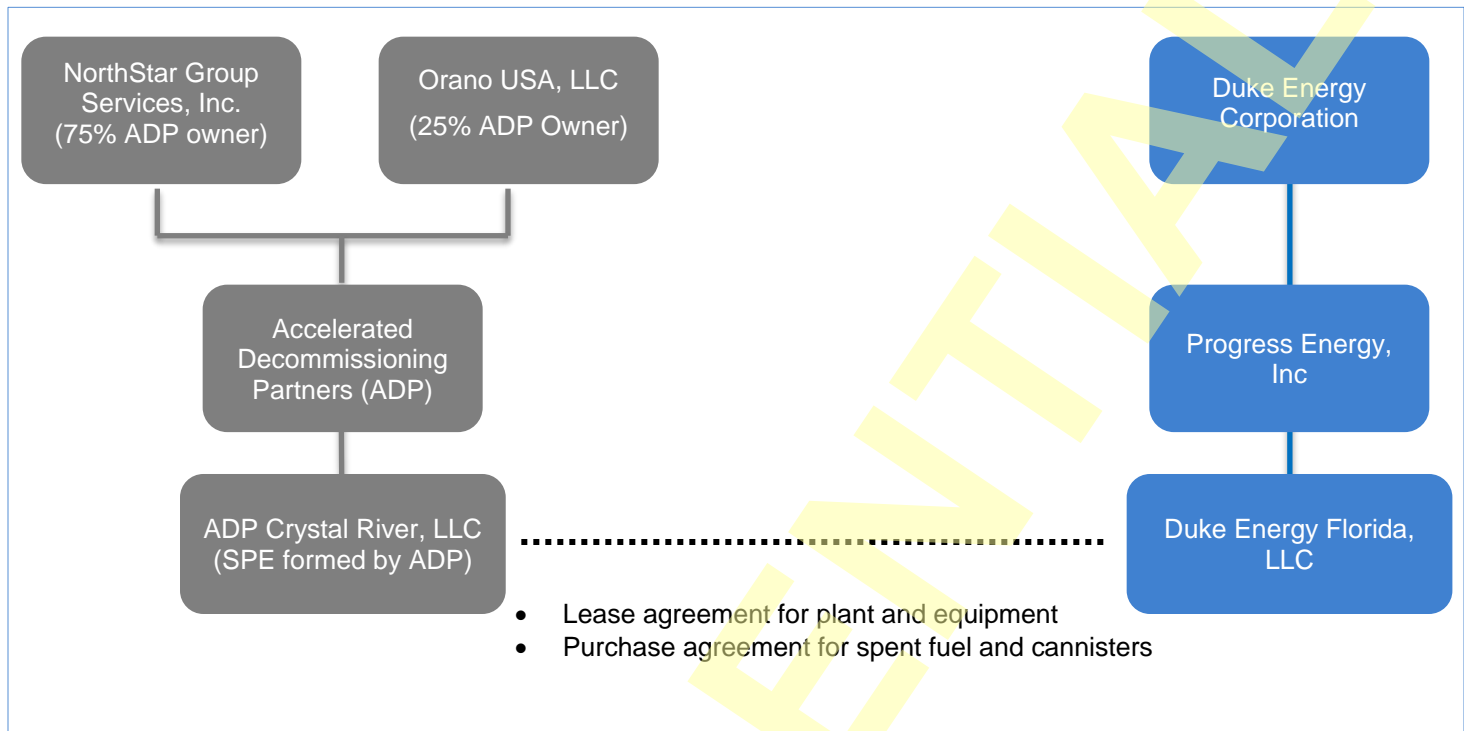 NorthStar Group
Services, Inc.
(75% ADP owner)
Orano USA, LLC
(25% ADP Owner)
Duke Energy
Corporation
Accelerated
Decommissioning
Partners (ADP)
Progress Energy,
Inc
ADP Crystal River, LLC
(SPE formed by ADP)
Duke Energy Florida,
LLC
• Lease agreement for plant and equipment
• Purchase agreement for spent fuel and cannisters
ENTIAL